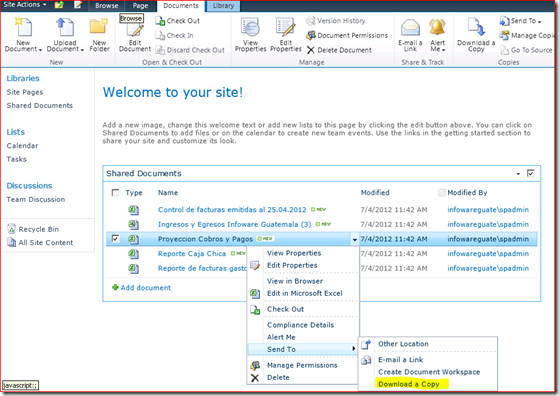 Site Actions Browse Page Documents Library
Browse
New Document Upload Document New Folder
New
Edit Document
Check Out
Check In
Discard Check Out
Open & Check Out
View Properties Edit Properties
Version History
Document Permissions
Delete Document
Manage
E-mail a Link Alert Me
Share & Track
Download a Copy
Send To
Manage Copies
Go To Source
Copies
Libraries
Site Pages
Shared Documents
Lists
Calendar
Tasks
Discussions
Team Discussion
Recycle Bin
All Site Content
Welcome to your site!
Add a new image, change this welcome text or add new lists to this page by clicking the edit button above. You can click on
Shared Documents to add files or on the calendar to create new team events. Use the links in the getting started section to
share your site and customize its look.
Shared Documents
Type Name Modified Modified By
Control de facturas emitidas al 25.04.2012 NEW 7/4/2012 11:42 AM infowareguate\spadmin
Ingresos y Egresos Infoware Guatemala (3) NEW 7/4/2012 11:42 AM infowareguate\spadmin
Proyeccion Cobros y Pagos NEW 7/4/2012 11:42 AM infowareguate\spadmin
Reporte Caja Chica NEW 7/4/2012 11:42 AM infowareguate\spadmin
Reporte de facturas gasto 7/4/2012 11:42 AM infowareguate\spadmin
Add document
View Properties
Edit Properties
View in Browser
Edit in Microsoft Excel
Check Out
Compliance Details
Alert Me
Send To
Manage Permissions
Delete
Other Location
E-mail a Link
Create Document Workspace
Download a Copy
javascript:;